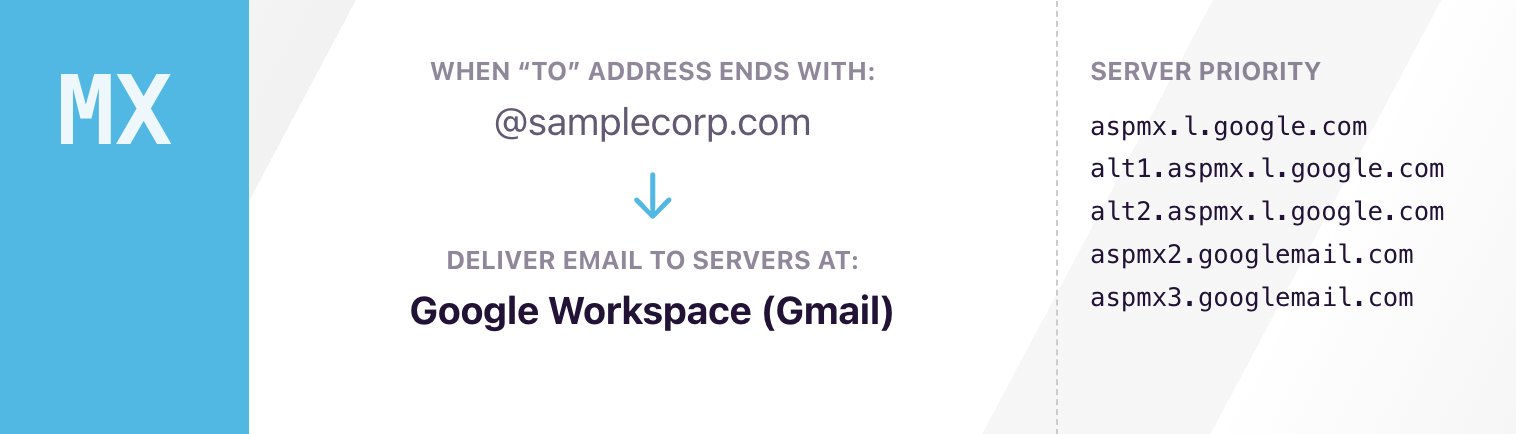 MX
WHEN “TO” ADDRESS ENDS WITH:
@samplecorp.com
DELIVER EMAIL TO SERVERS AT:
Google Workspace (Gmail)
SERVER PRIORITY
aspmx.l.google.com
alt1.aspmx.l.google.com
alt2.aspmx.l.google.com
aspmx2.googlemail.com
aspmx3.googlemail.com